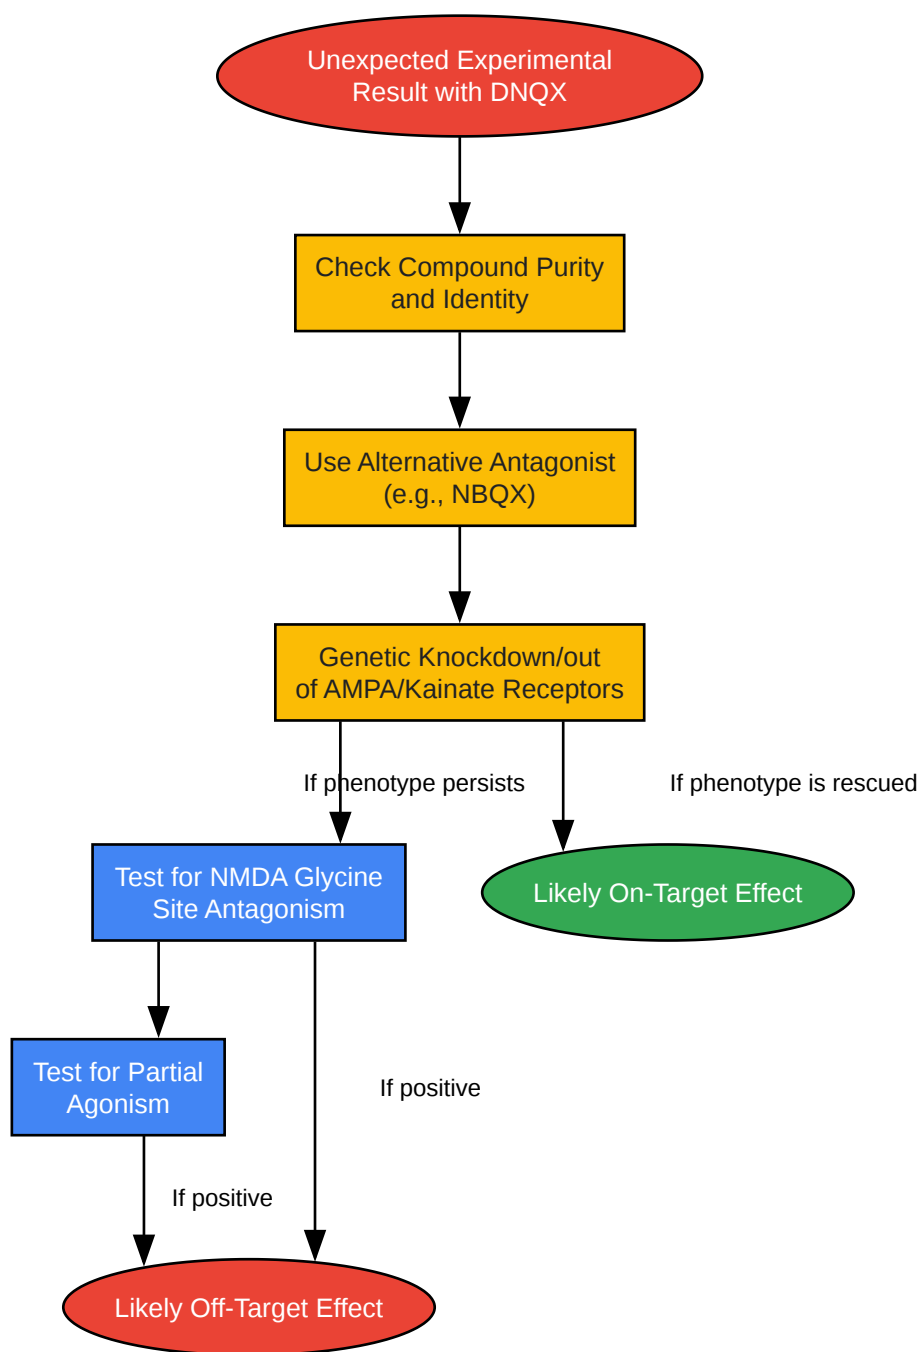 Unexpected Experimental
Result with DNQX
Check Compound Purity
and Identity
Use Alternative Antagonist
(e.g., NBQX)
Genetic Knockdown/out
of AMPA/Kainate Receptors
If phenotype persists
If phenotype is rescued
Test for NMDA Glycine
Site Antagonism
Likely On-Target Effect
Test for Partial
Agonism
If positive
If positive
Likely Off-Target Effect